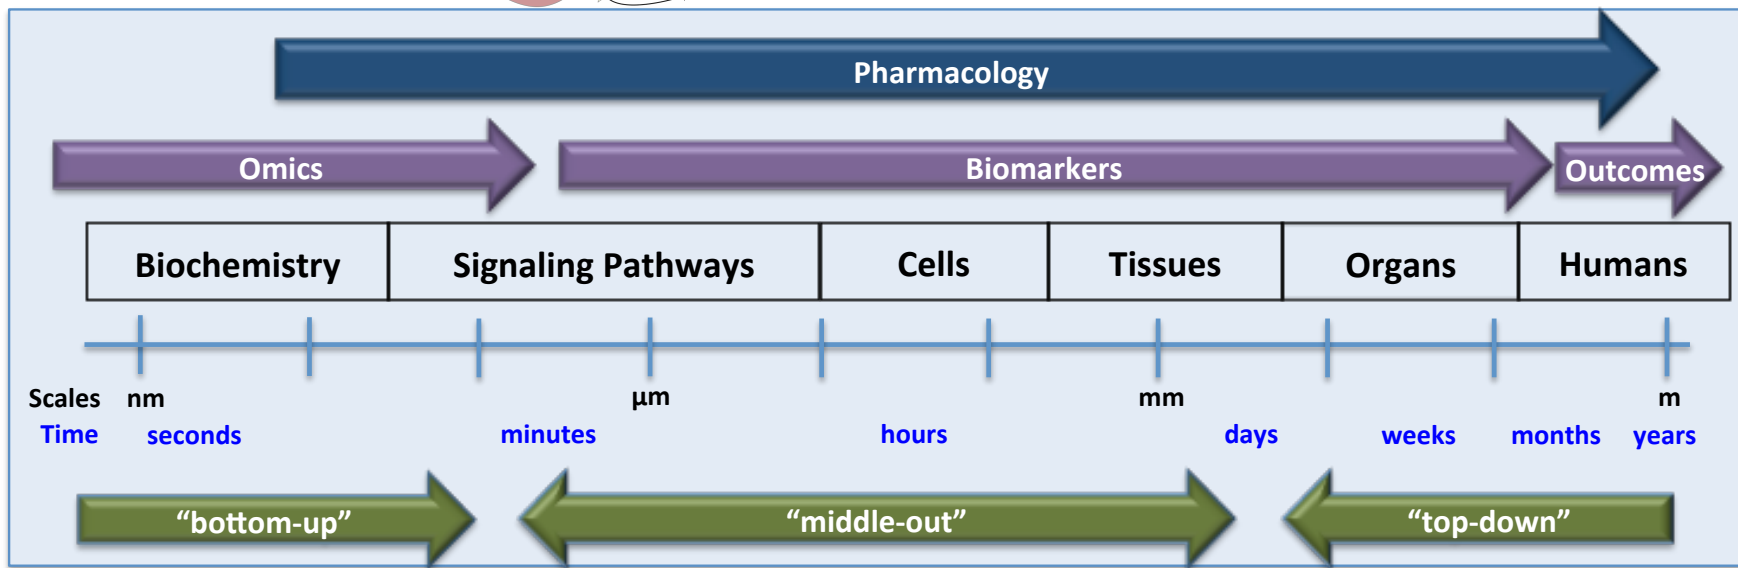 Pharmacology
Omics Biomarkers Outcomes
Biochemistry Signaling Pathways Cells Tissues Organs Humans
Scales nm µm mm m
Time seconds minutes hours days weeks months years
“bottom-up” “middle-out” “top-down”